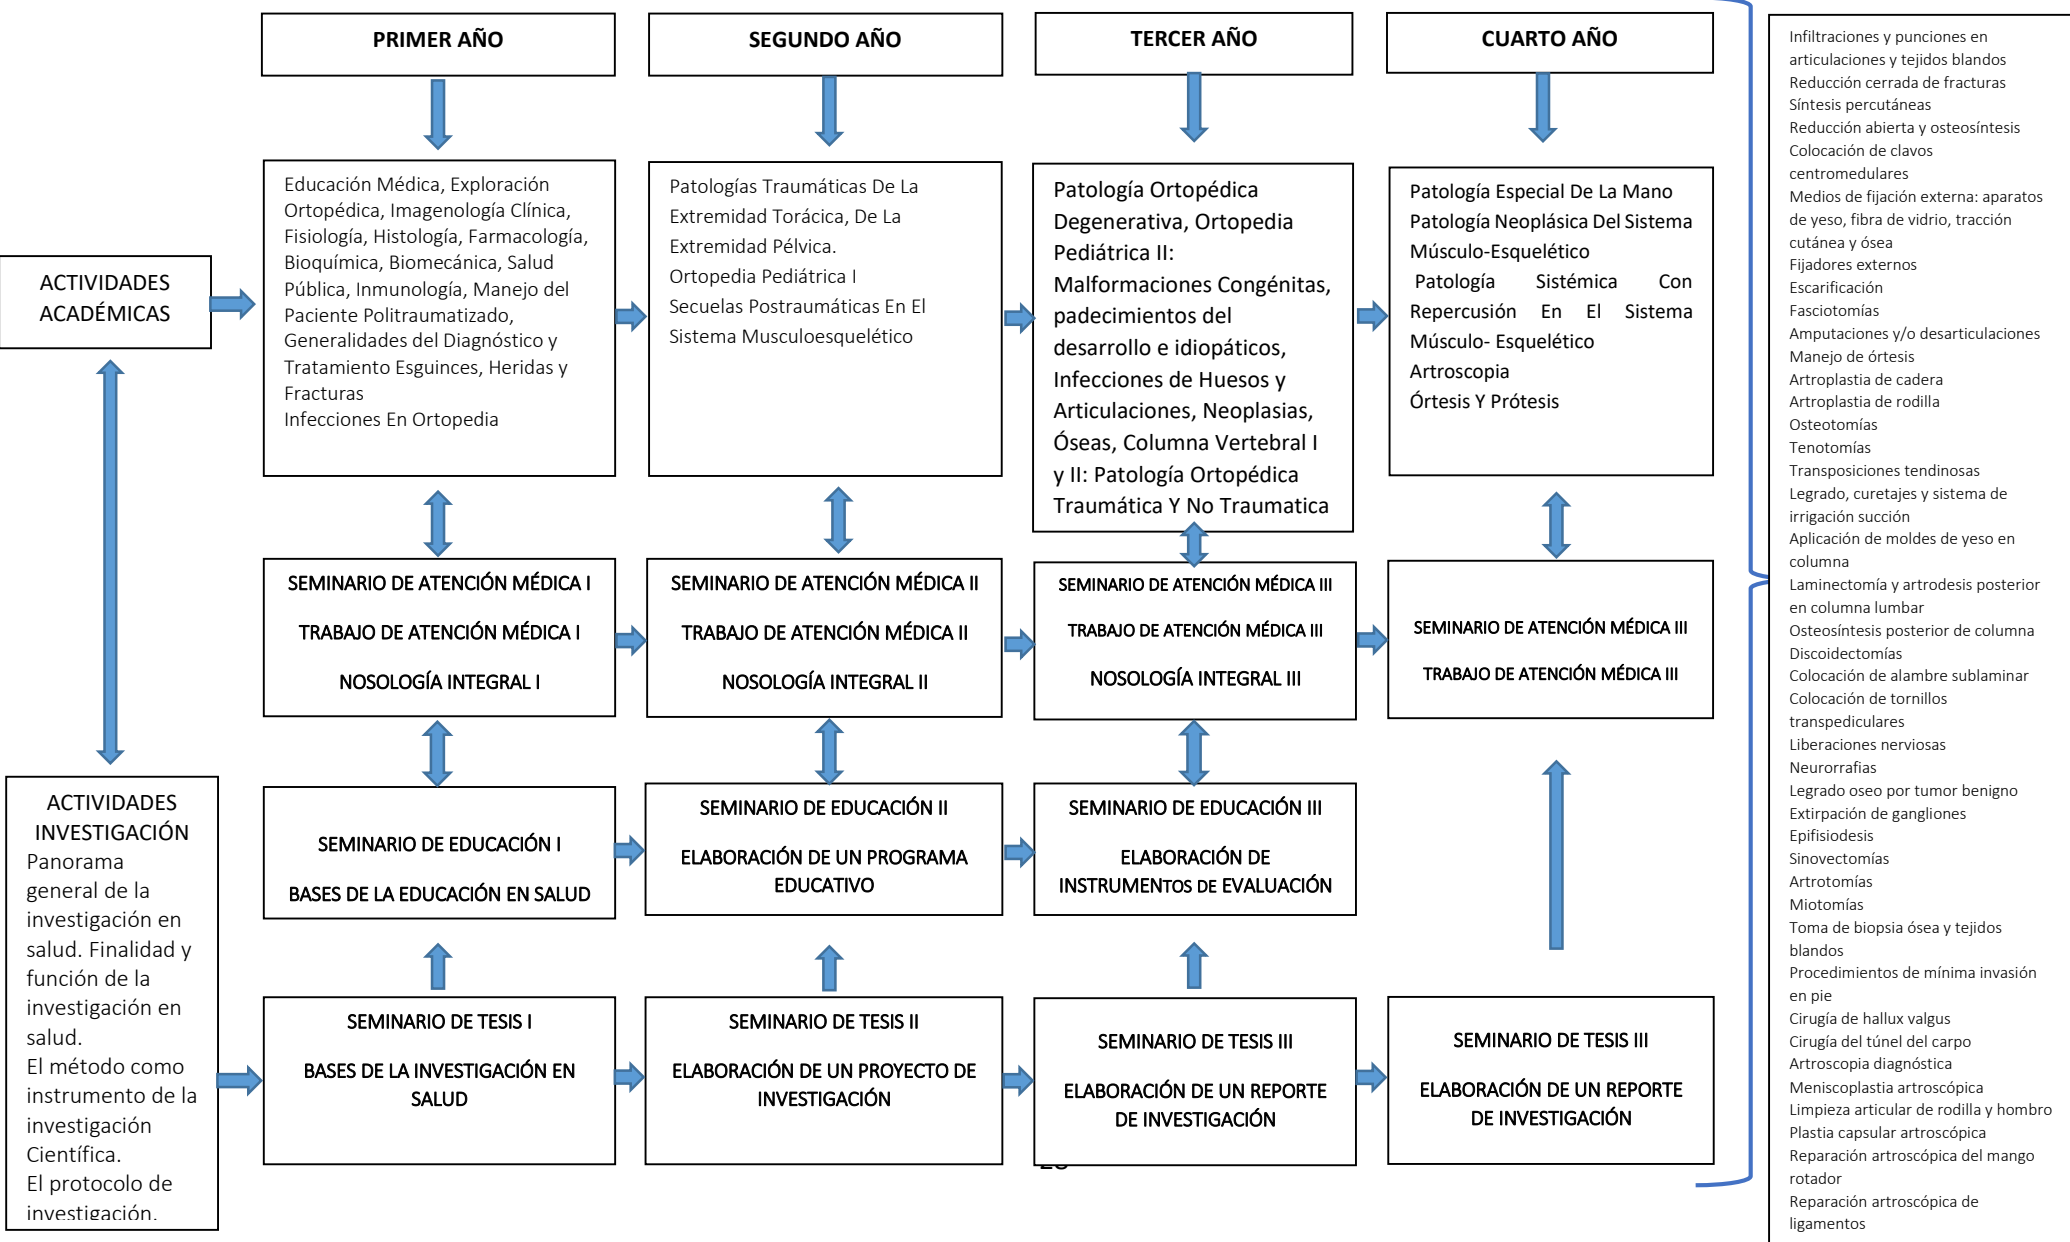 PRIMER AÑO
SEGUNDO AÑO
TERCER AÑO
CUARTO AÑO
ACTIVIDADES
ACADÉMICAS
Educación Médica, Exploración
Ortopédica, Imagenología Clínica,
Fisiología, Histología, Farmacología,
Bioquímica, Biomecánica, Salud
Pública, Inmunología, Manejo del
Paciente Politraumatizado,
Generalidades del Diagnóstico y
Tratamiento Esguinces, Heridas y
Fracturas
Infecciones En Ortopedia
Patologías Traumáticas De La
Extremidad Torácica, De La
Extremidad Pélvica.
Ortopedia Pediátrica I
Secuelas Postraumáticas En El
Sistema Musculoesquelético
Patología Ortopédica
Degenerativa, Ortopedia
Pediátrica II:
Malformaciones Congénitas,
padecimientos del
desarrollo e idiopáticos,
Infecciones de Huesos y
Articulaciones, Neoplasias,
Óseas, Columna Vertebral I
y II: Patología Ortopédica
Traumática Y No Traumatica
Patología Especial De La Mano
Patología Neoplásica Del Sistema
Músculo-Esquelético
Patología Sistémica Con
Repercusión En El Sistema
Músculo- Esquelético
Artroscopia
Órtesis Y Prótesis
SEMINARIO DE ATENCIÓN MÉDICA I
TRABAJO DE ATENCIÓN MÉDICA I
NOSOLOGÍA INTEGRAL I
SEMINARIO DE ATENCIÓN MÉDICA II
TRABAJO DE ATENCIÓN MÉDICA II
NOSOLOGÍA INTEGRAL II
SEMINARIO DE ATENCIÓN MÉDICA III
TRABAJO DE ATENCIÓN MÉDICA III
NOSOLOGÍA INTEGRAL III
SEMINARIO DE ATENCIÓN MÉDICA III
TRABAJO DE ATENCIÓN MÉDICA III
SEMINARIO DE EDUCACIÓN I
BASES DE LA EDUCACIÓN EN SALUD
SEMINARIO DE EDUCACIÓN II
ELABORACIÓN DE UN PROGRAMA
EDUCATIVO
SEMINARIO DE EDUCACIÓN III
ELABORACIÓN DE
INSTRUMENTOS DE EVALUACIÓN
ACTIVIDADES
INVESTIGACIÓN
Panorama
general de la
investigación en
salud. Finalidad y
función de la
investigación en
salud.
El método como
instrumento de la
investigación
Científica.
El protocolo de
investigación.
SEMINARIO DE TESIS I
BASES DE LA INVESTIGACIÓN EN
SALUD
SEMINARIO DE TESIS II
ELABORACIÓN DE UN PROYECTO DE
INVESTIGACIÓN
SEMINARIO DE TESIS III
ELABORACIÓN DE UN REPORTE
DE INVESTIGACIÓN
SEMINARIO DE TESIS III
ELABORACIÓN DE UN REPORTE
DE INVESTIGACIÓN
Infiltraciones y punciones en
articulaciones y tejidos blandos
Reducción cerrada de fracturas
Síntesis percutáneas
Reducción abierta y osteosíntesis
Colocación de clavos
centromedulares
Medios de fijación externa: aparatos
de yeso, fibra de vidrio, tracción
cutánea y ósea
Fijadores externos
Escarificación
Fasciotomías
Amputaciones y/o desarticulaciones
Manejo de órtesis
Artroplastia de cadera
Artroplastia de rodilla
Osteotomías
Tenotomías
Transposiciones tendinosas
Legrado, curetajes y sistema de
irrigación succión
Aplicación de moldes de yeso en
columna
Laminectomía y artrodesis posterior
en columna lumbar
Osteosíntesis posterior de columna
Discoidectomías
Colocación de alambre sublaminar
Colocación de tornillos
transpediculares
Liberaciones nerviosas
Neurorrafias
Legrado oseo por tumor benigno
Extirpación de gangliones
Epifisiodesis
Sinovectomías
Artrotomías
Miotomías
Toma de biopsia ósea y tejidos
blandos
Procedimientos de mínima invasión
en pie
Cirugía de hallux valgus
Cirugía del túnel del carpo
Artroscopia diagnóstica
Meniscoplastia artroscópica
Limpieza articular de rodilla y hombro
Plastia capsular artroscópica
Reparación artroscópica del mango
rotador
Reparación artroscópica de
ligamentos